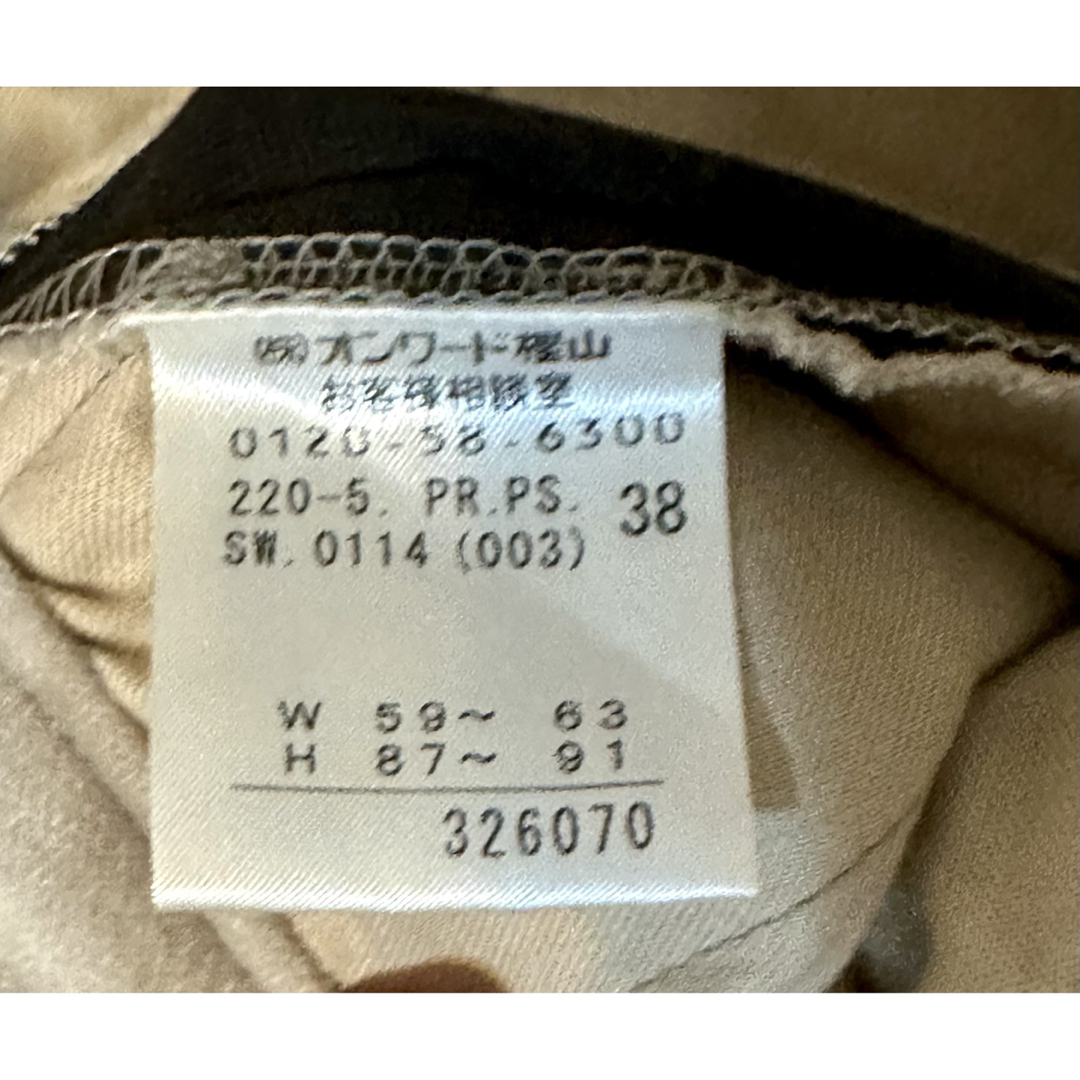 (株)オンワード樫山
お客様相談室
0120-58-6300
220-5. PR.PS. 38
SW. 0114 (003)
W 59～ 63
H 87～ 91
326070